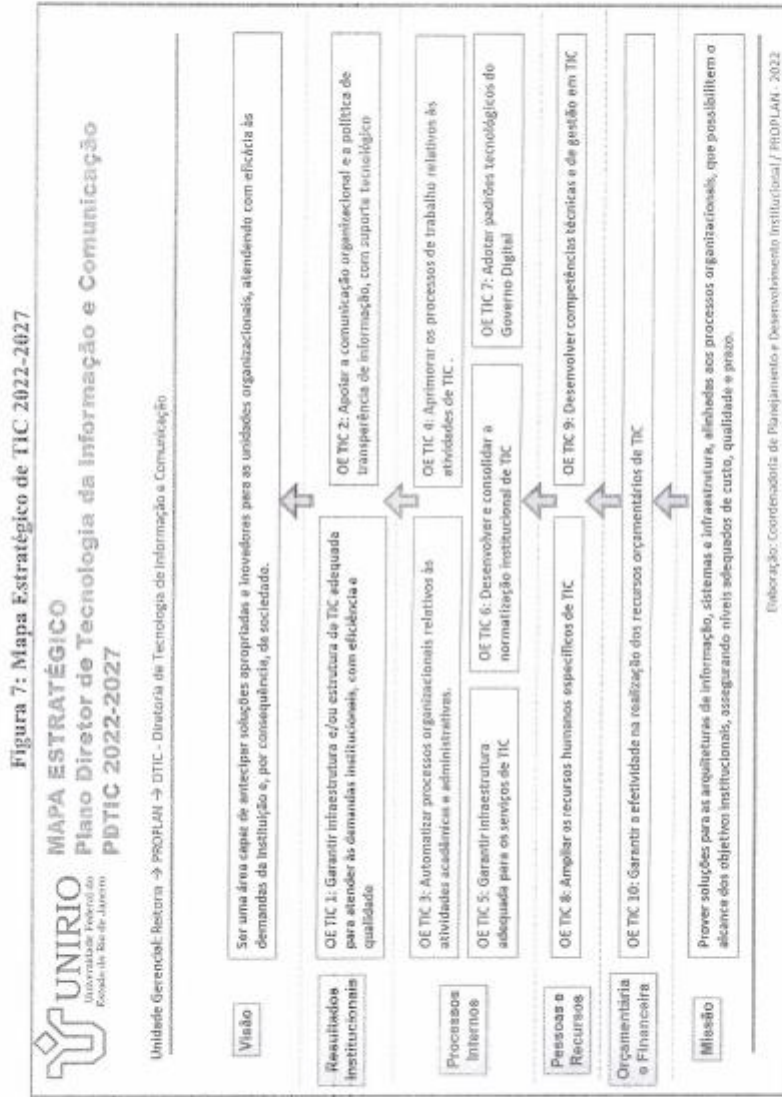 Figura 7: Mapa Estratégico de TIC 2022-2027
UNIRIO
Universidade Federal do
Estado do Rio de Janeiro
MAPA ESTRATÉGICO
Plano Diretor de Tecnologia da Informação e Comunicação
PDTIC 2022-2027
Unidade Gerencial: Reitoria → PROPLAN → DTIC - Diretoria de Tecnologia de Informação e Comunicação
Visão
Ser uma área capaz de antecipar soluções apropriadas e inovadoras para as unidades organizacionais, atendendo com eficácia às
demandas da Instituição e, por consequência, da sociedade.
Resultados
Institucionais
OE TIC 1: Garantir infraestrutura e/ou estrutura de TIC adequada
para atender às demandas institucionais, com eficiência e
qualidade
OE TIC 2: Apoiar a comunicação organizacional e a política de
transparência de informação, com suporte tecnológico
Processos
Internos
OE TIC 3: Automatizar processos organizacionais relativos às
atividades acadêmicas e administrativas.
OE TIC 4: Aprimorar os processos de trabalho relativos às
atividades de TIC .
OE TIC 5: Garantir infraestrutura
adequada para os serviços de TIC
OE TIC 6: Desenvolver e consolidar a
normatização institucional de TIC
OE TIC 7: Adotar padrões tecnológicos do
Governo Digital
Pessoas e
Recursos
OE TIC 8: Ampliar os recursos humanos específicos de TIC
OE TIC 9: Desenvolver competências técnicas e de gestão em TIC
Orçamentária
e Financeira
OE TIC 10: Garantir a efetividade na realização dos recursos orçamentários de TIC
Missão
Prover soluções para as arquiteturas de informação, sistemas e infraestrutura, alinhadas aos processos organizacionais, que possibilitem o
alcance dos objetivos institucionais, assegurando níveis adequados de custo, qualidade e prazo.
Elaboração: Coordenadoria de Planejamento e Desenvolvimento Institucional / PROPLAN - 2022